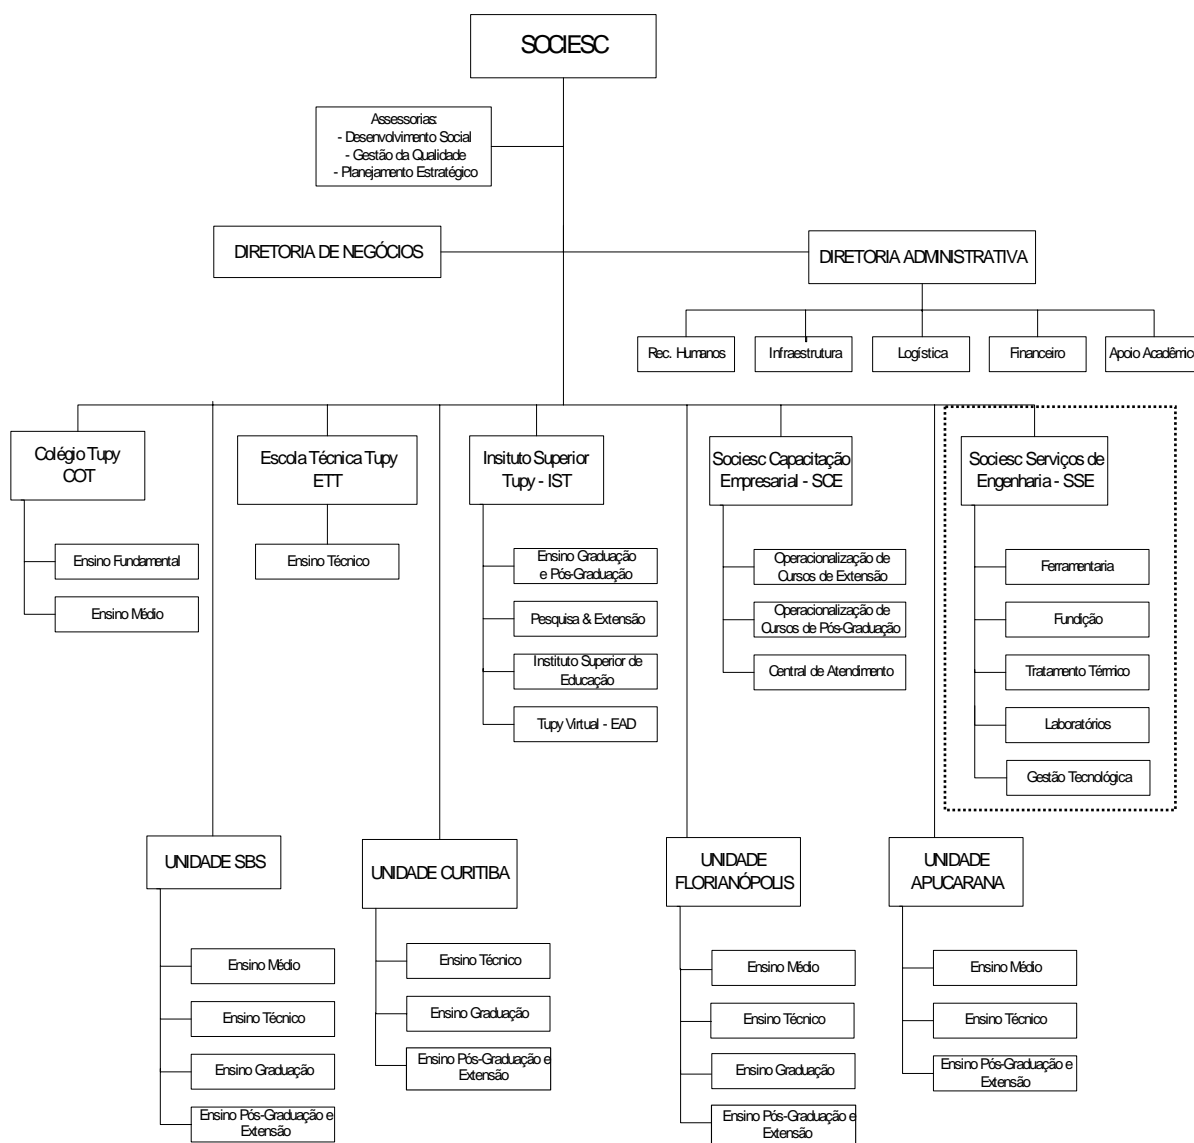 SOCIESC
Assessorias:
- Desenvolvimento Social
- Gestão da Qualidade
- Planejamento Estratégico
DIRETORIA DE NEGÓCIOS
DIRETORIA ADMINISTRATIVA
Rec. Humanos
Infraestrutura
Logística
Financeiro
Apoio Acadêmico
Colégio Tupy
COT
Escola Técnica Tupy
ETT
Insituto Superior
Tupy - IST
Sociesc Capacitação
Empresarial - SCE
Sociesc Serviços de
Engenharia - SSE
Ensino Fundamental
Ensino Médio
Ensino Técnico
Ensino Graduação
e Pós-Graduação
Pesquisa & Extensão
Instituto Superior de
Educação
Tupy Virtual - EAD
Operacionalização de
Cursos de Extensão
Operacionalização de
Cursos de Pós-Graduação
Central de Atendimento
Ferramentaria
Fundição
Tratamento Térmico
Laboratórios
Gestão Tecnológica
UNIDADE SBS
UNIDADE CURITIBA
UNIDADE
FLORIANÓPOLIS
UNIDADE
APUCARANA
Ensino Médio
Ensino Técnico
Ensino Graduação
Ensino Pós-Graduação e
Extensão
Ensino Técnico
Ensino Graduação
Ensino Pós-Graduação e
Extensão
Ensino Médio
Ensino Técnico
Ensino Graduação
Ensino Pós-Graduação e
Extensão
Ensino Médio
Ensino Técnico
Ensino Pós-Graduação e
Extensão